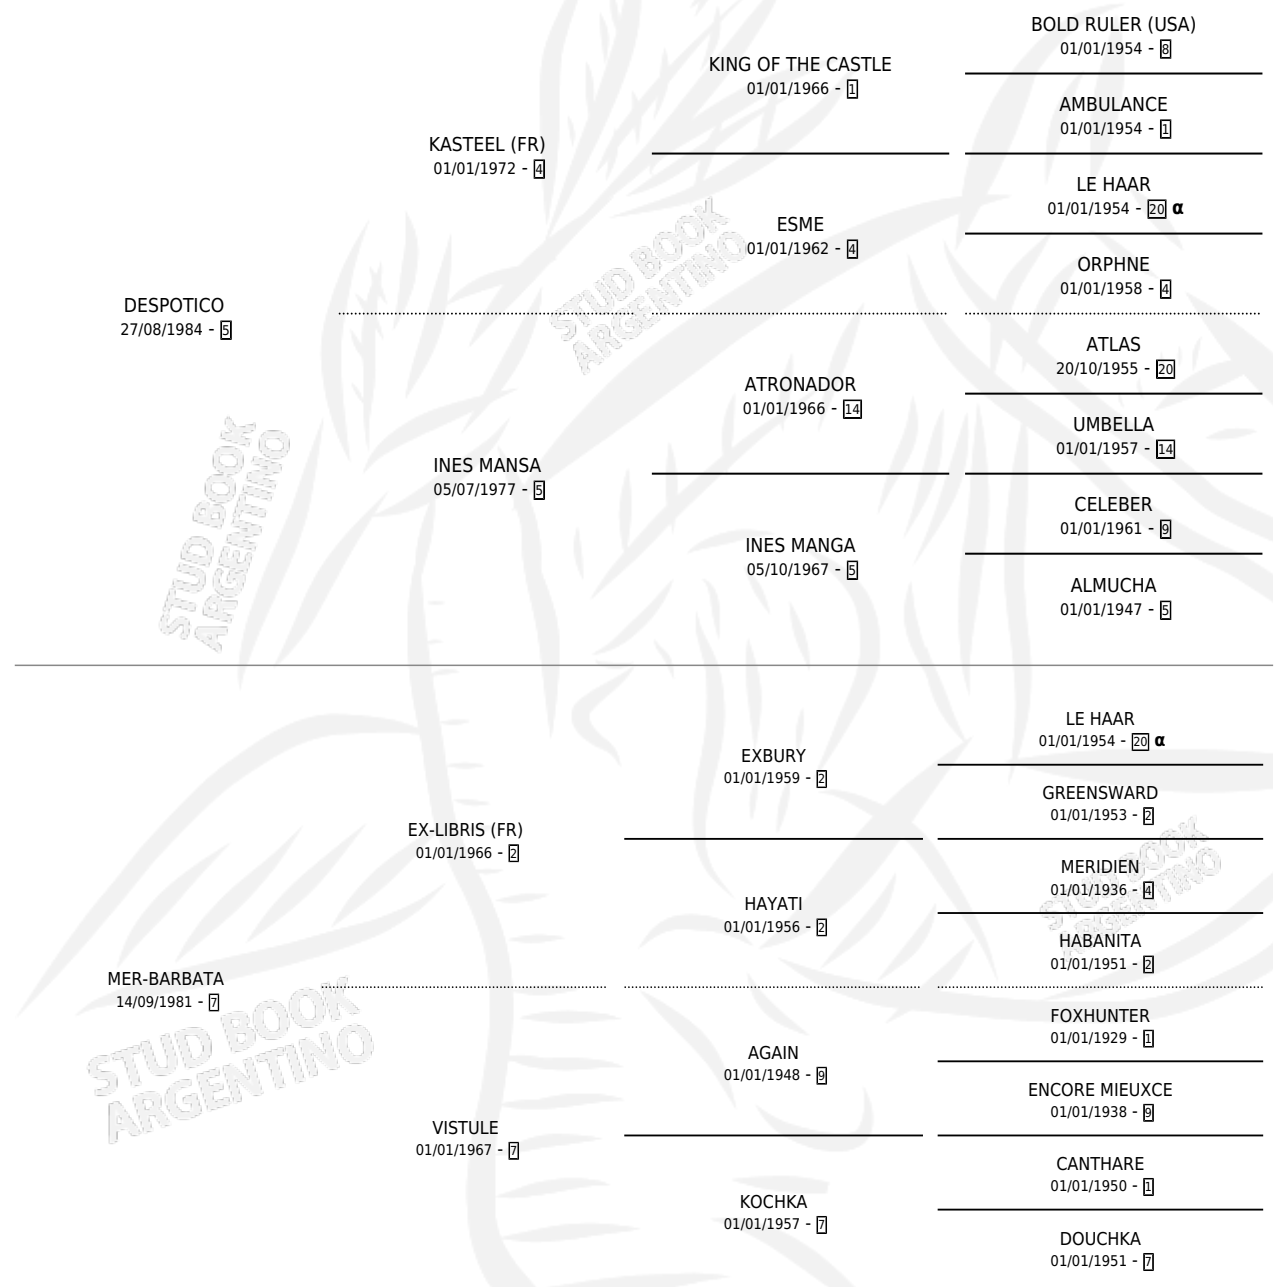 DESPOTICO
27/08/1984 - 5
KASTEEL (FR)
01/01/1972 - 4
KING OF THE CASTLE
01/01/1966 - 1
BOLD RULER (USA)
01/01/1954 - 8
AMBULANCE
01/01/1954 - 1
ESME
01/01/1962 - 4
LE HAAR
01/01/1954 - 20 α
ORPHNE
01/01/1958 - 4
INES MANSA
05/07/1977 - 5
ATRONADOR
01/01/1966 - 14
ATLAS
20/10/1955 - 20
UMBELLA
01/01/1957 - 14
INES MANGA
05/10/1967 - 5
CELEBER
01/01/1961 - 9
ALMUCHA
01/01/1947 - 5
MER-BARBATA
14/09/1981 - 7
EX-LIBRIS (FR)
01/01/1966 - 2
EXBURY
01/01/1959 - 2
LE HAAR
01/01/1954 - 20 α
GREENSWARD
01/01/1953 - 2
HAYATI
01/01/1956 - 2
MERIDIEN
01/01/1936 - 4
HABANITA
01/01/1951 - 2
VISTULE
01/01/1967 - 7
AGAIN
01/01/1948 - 9
FOXHUNTER
01/01/1929 - 1
ENCORE MIEUXCE
01/01/1938 - 9
KOCHKA
01/01/1957 - 7
CANTHARE
01/01/1950 - 1
DOUCHKA
01/01/1951 - 7
STUD BOOK
ARGENTINO
STUD BOOK
ARGENTINO
STUD BOOK
ARGENTINO
STUD BOOK
ARGENTINO